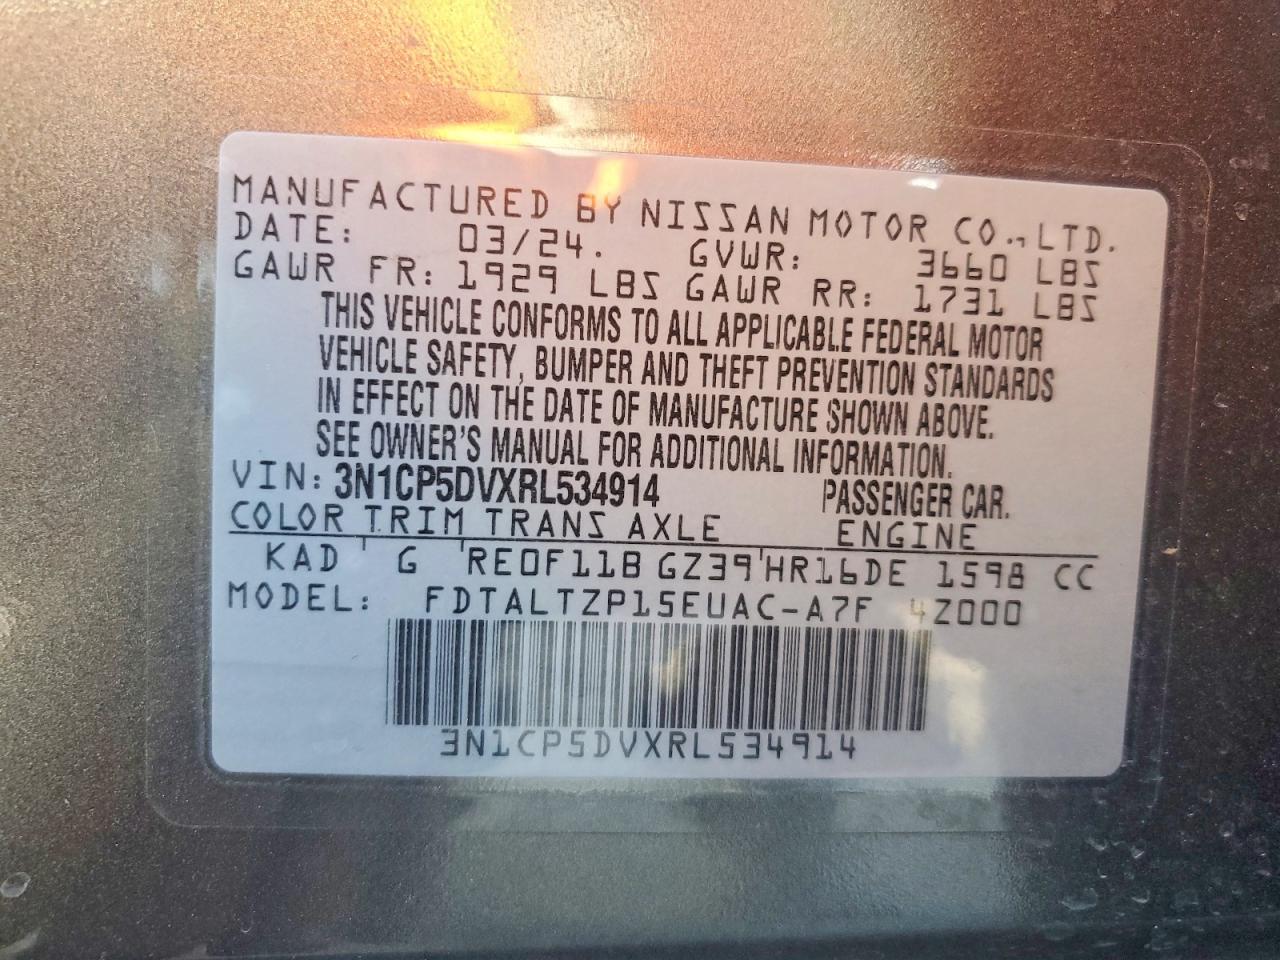 MANUFACTURED BY NISSAN MOTOR CO.,LTD.
DATE: 03/24. GVWR: 3660 LBS
GAWR FR: 1929 LBS GAWR RR: 1731 LBS
THIS VEHICLE CONFORMS TO ALL APPLICABLE FEDERAL MOTOR
VEHICLE SAFETY, BUMPER AND THEFT PREVENTION STANDARDS
IN EFFECT ON THE DATE OF MANUFACTURE SHOWN ABOVE.
SEE OWNER'S MANUAL FOR ADDITIONAL INFORMATION.
VIN: 3N1CP5DVXRL534914 PASSENGER CAR.
COLOR TRIM TRANS AXLE ENGINE
KAD G RE0F11B GZ39 HR16DE 1598 CC
MODEL: FDTALTZP15EUAC-A7F 4Z000
3N1CP5DVXRL534914